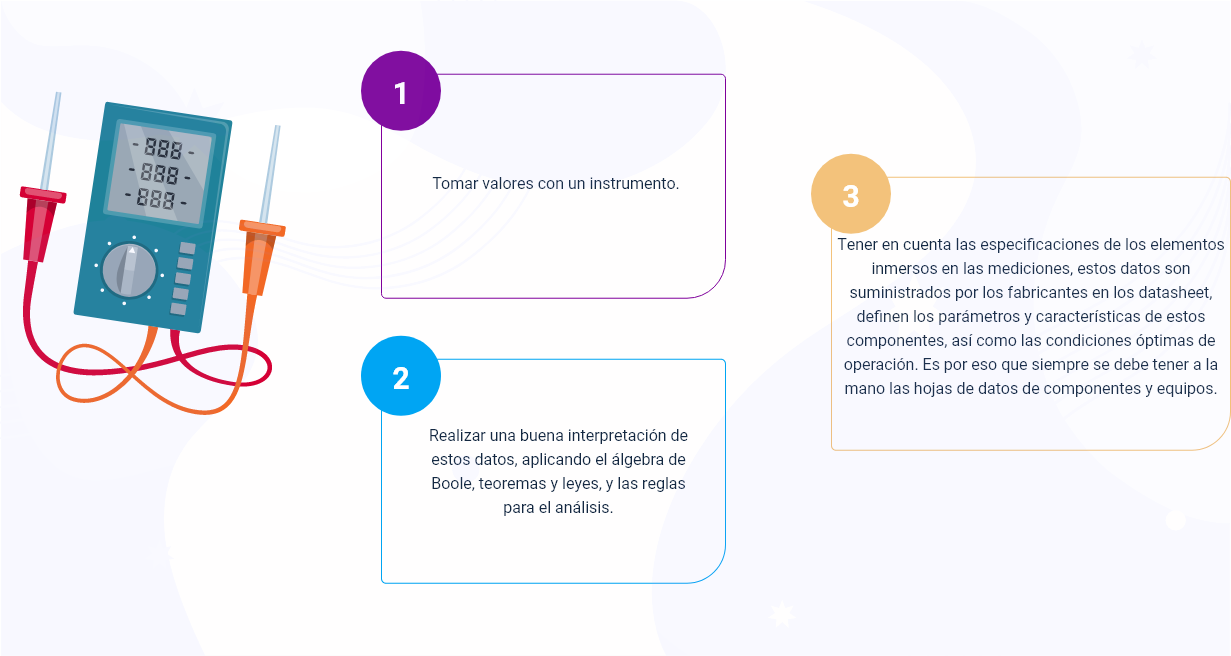 - 888 -
- 888 -
- 888 -
1
Tomar valores con un instrumento.
2
Realizar una buena interpretación de
estos datos, aplicando el álgebra de
Boole, teoremas y leyes, y las reglas
para el análisis.
3
Tener en cuenta las especificaciones de los elementos
inmersos en las mediciones, estos datos son
suministrados por los fabricantes en los datasheet,
definen los parámetros y características de estos
componentes, así como las condiciones óptimas de
operación. Es por eso que siempre se debe tener a la
mano las hojas de datos de componentes y equipos.